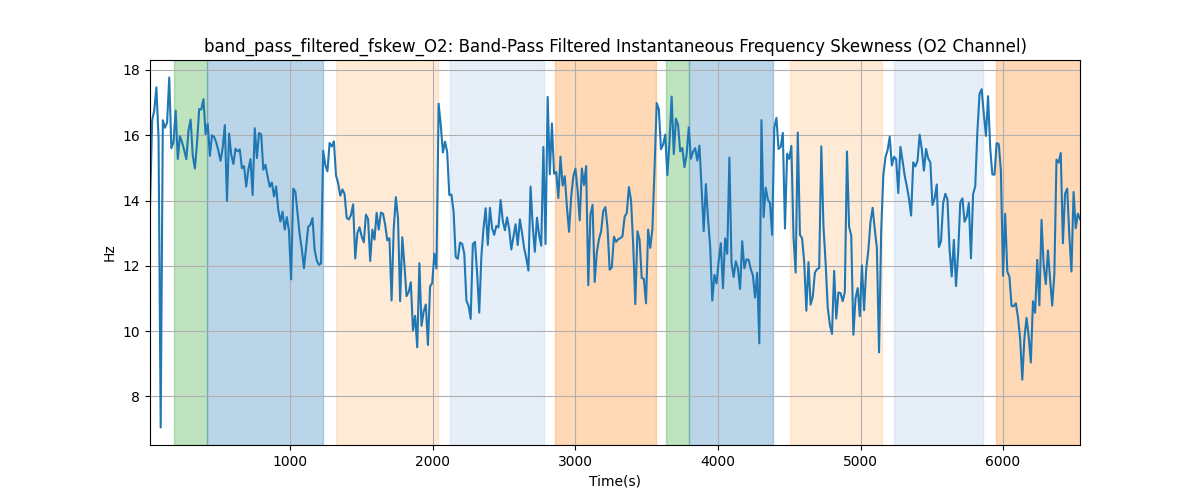 band_pass_filtered_fskew_O2: Band-Pass Filtered Instantaneous Frequency Skewness (O2 Channel)
18
16
14
12
10
8
Hz
1000 2000 3000 4000 5000 6000
Time(s)